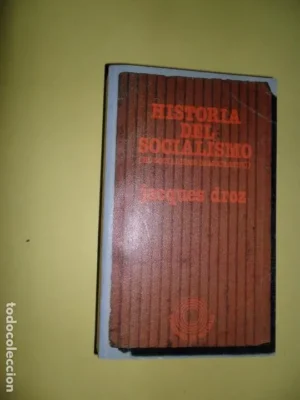 HISTORIA
DEL
SOCIALISMO
jacques droz
todocoleccion